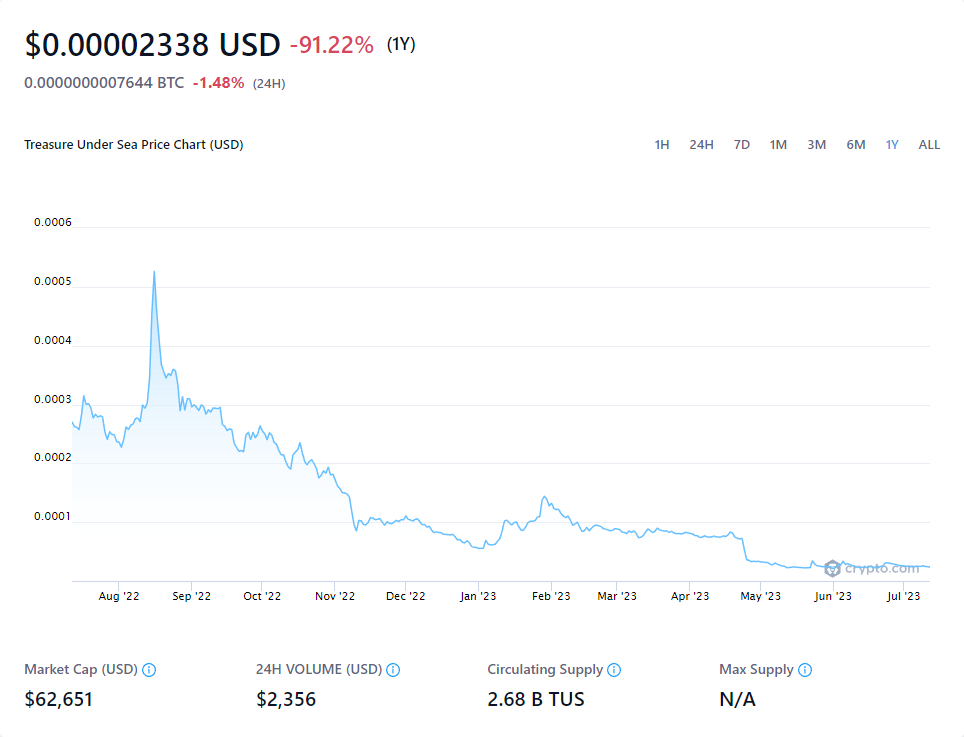 $0.00002338 USD -91.22% (1Y)
0.0000000007644 BTC -1.48% (24H)
Treasure Under Sea Price Chart (USD) 1H 24H 7D 1M 3M 6M 1Y ALL
0.0006
0.0005
0.0004
0.0003
0.0002
0.0001
crypto.com
Aug '22 Sep '22 Oct '22 Nov '22 Dec '22 Jan '23 Feb '23 Mar '23 Apr '23 May '23 Jun '23 Jul '23
Market Cap (USD) 24H VOLUME (USD) Circulating Supply Max Supply
$62,651 $2,356 2.68 B TUS N/A